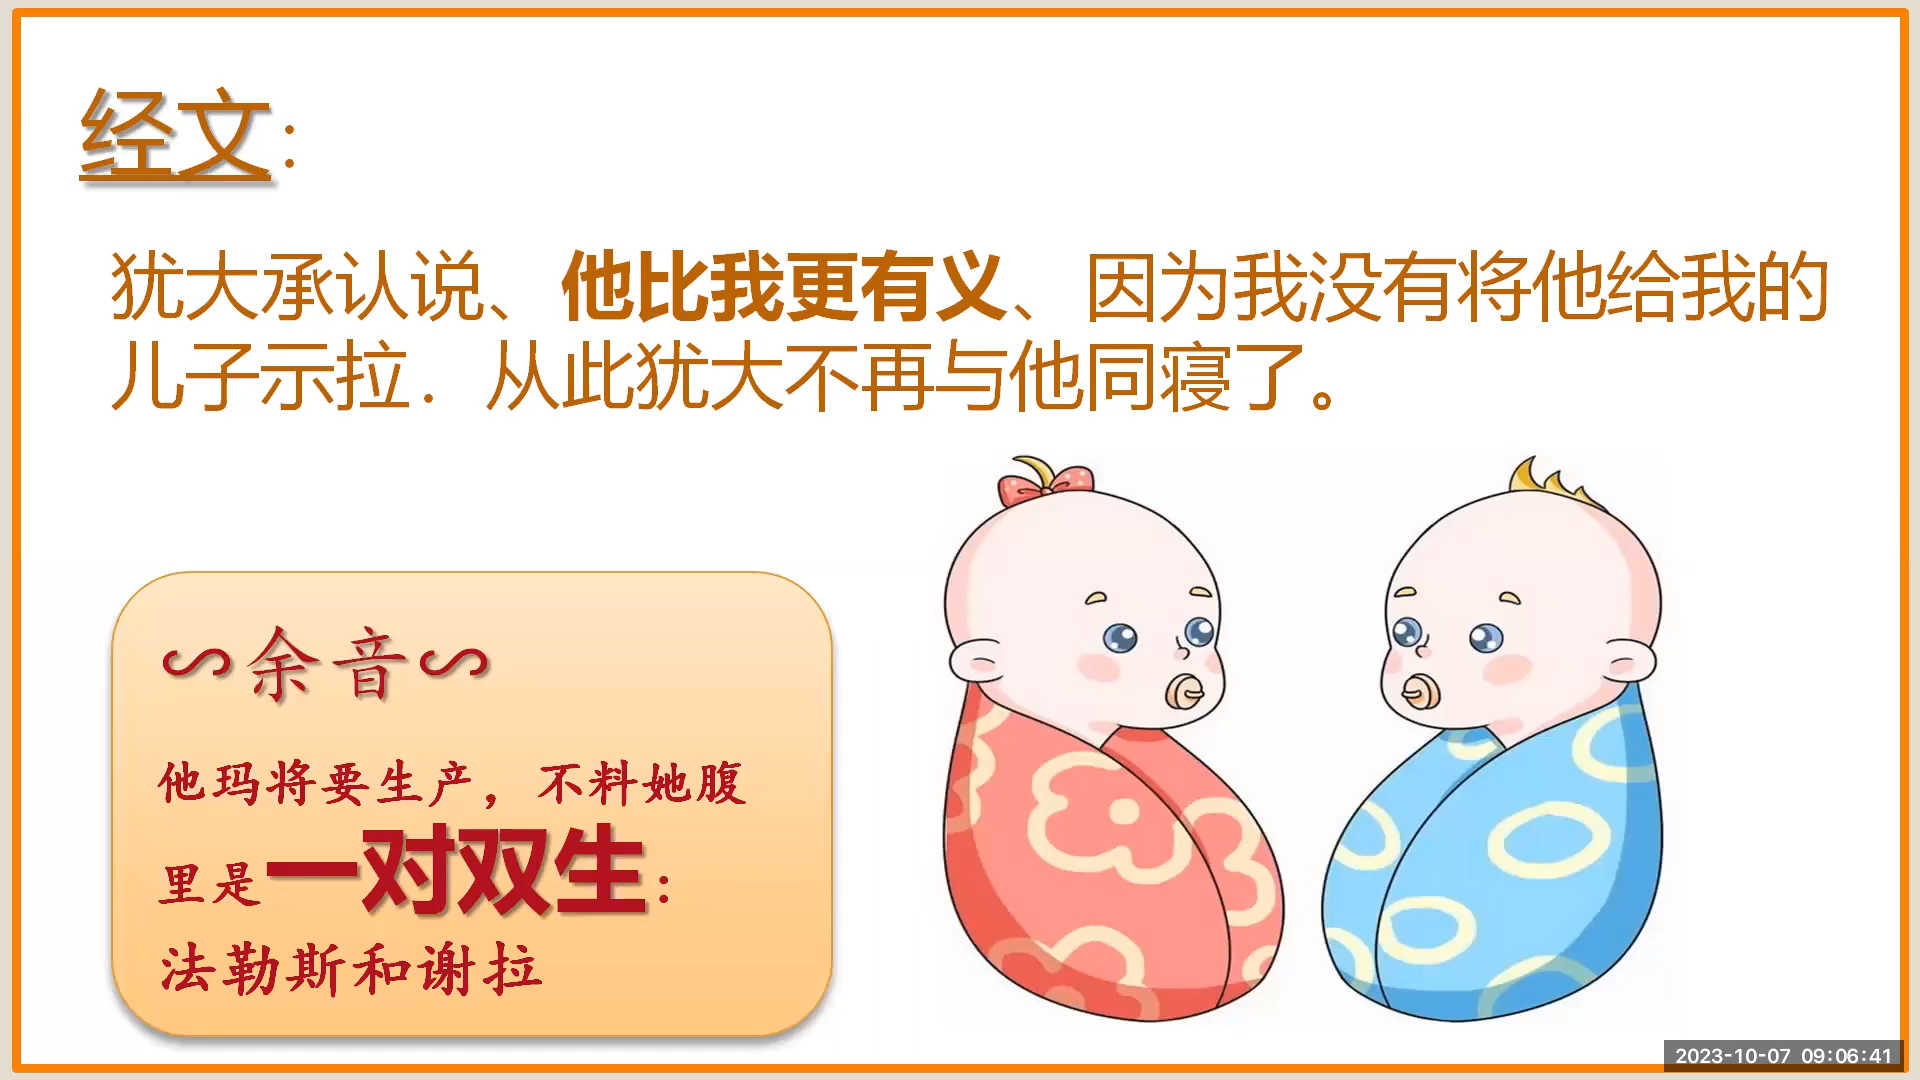 经文：
犹大承认说、他比我更有义、因为我没有将他给我的
儿子示拉．从此犹大不再与他同寝了。
∽余音∽
他玛将要生产，不料她腹
里是一对双生：
法勒斯和谢拉
2023-10-07 09:06:41